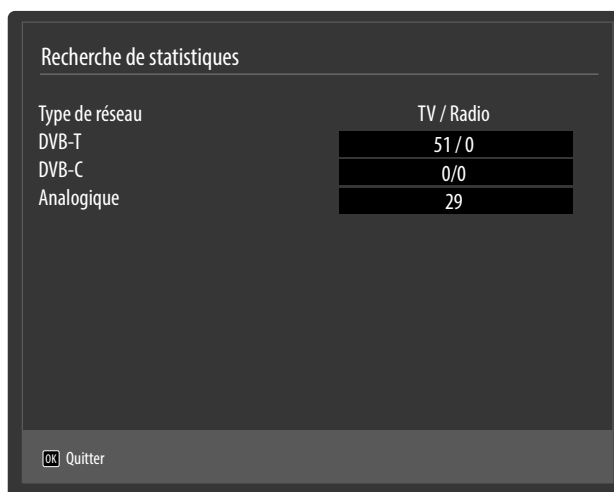 Recherche de statistiques
Type de réseau TV / Radio
DVB-T 51 / 0
DVB-C 0/0
Analogique 29
OK Quitter